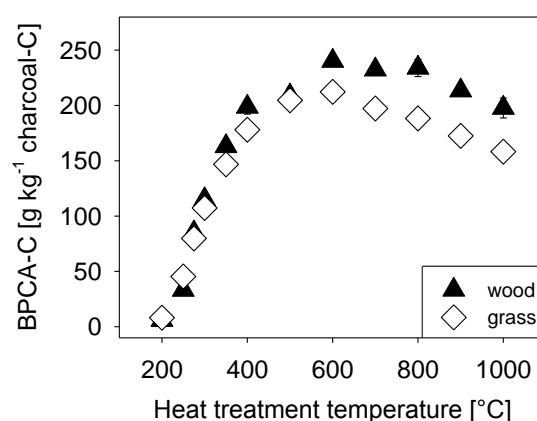 BPCA-C [g kg⁻¹ charcoal-C]
250
200
150
100
50
0
wood
grass
200 400 600 800 1000
Heat treatment temperature [°C]